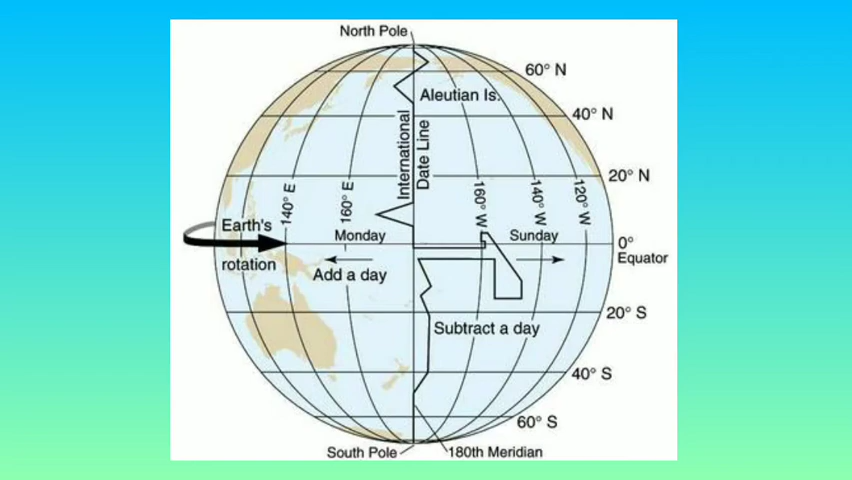 North Pole
60° N
Aleutian Is.
40° N
International
Date Line
20° N
140° E
160° E
160° W
140° W
120° W
Earth's
rotation
Monday
Sunday
0°
Equator
Add a day
20° S
Subtract a day
40° S
60° S
South Pole
180th Meridian